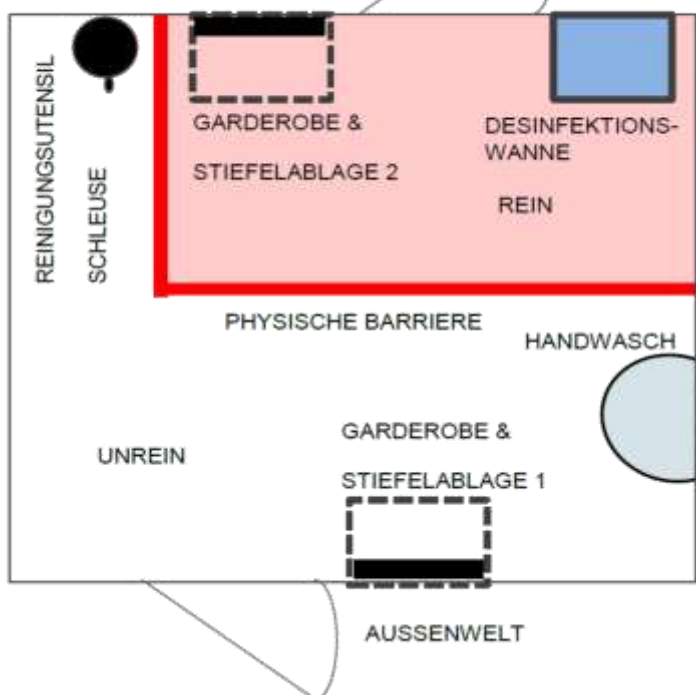 REINIGUNGSUTENSIL
SCHLEUSE
GARDEROBE &
STIEFELABLAGE 2
DESINFEKTIONS-
WANNE
REIN
PHYSISCHE BARRIERE
HANDWASCH
GARDEROBE &
STIEFELABLAGE 1
UNREIN
AUSSENWELT